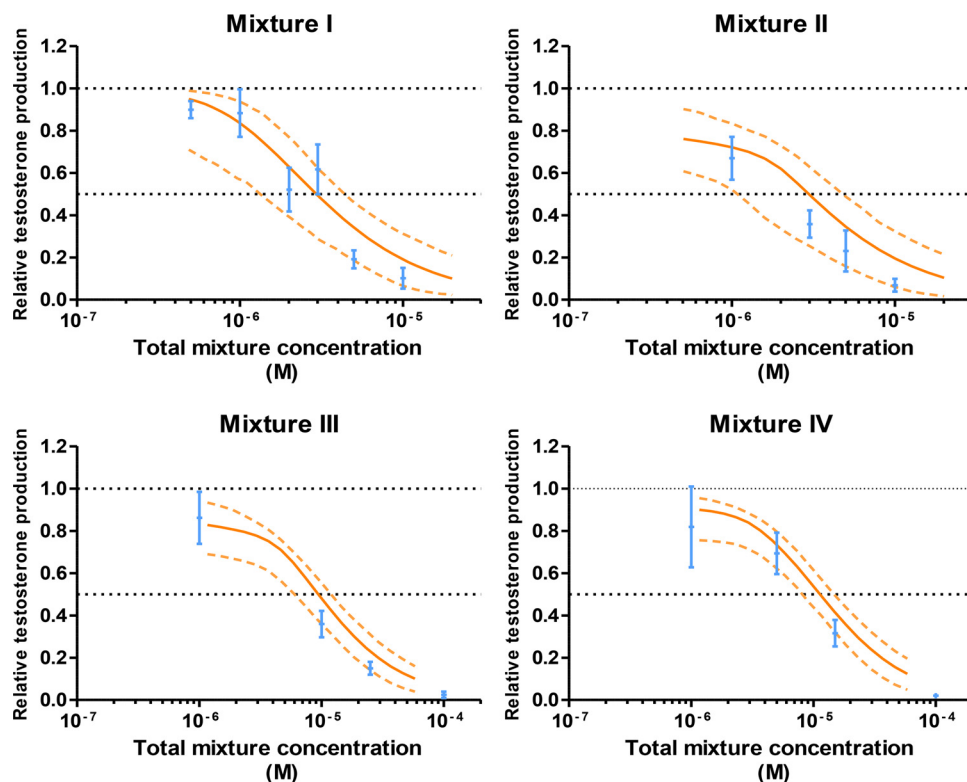 Mixture I
Relative testosterone production
1.2
1.0
0.8
0.6
0.4
0.2
0.0
10-7
10-6
10-5
Total mixture concentration
(M)
Mixture II
Relative testosterone production
1.2
1.0
0.8
0.6
0.4
0.2
0.0
10-7
10-6
10-5
Total mixture concentration
(M)
Mixture III
Relative testosterone production
1.2
1.0
0.8
0.6
0.4
0.2
0.0
10-7
10-6
10-5
10-4
Total mixture concentration
(M)
Mixture IV
Relative testosterone production
1.2
1.0
0.8
0.6
0.4
0.2
0.0
10-7
10-6
10-5
10-4
Total mixture concentration
(M)